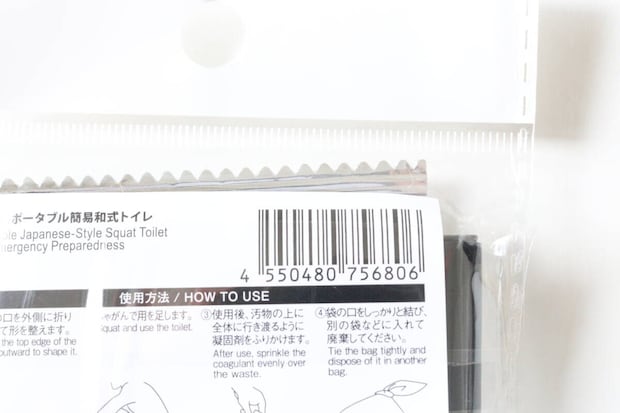 ポータブル簡易和式トイレ
Japanese-Style Squat Toilet
Emergency Preparedness
4 550480 756806
使用方法 / HOW TO USE
の口を外側に折り
て形を整えます。
the top edge of the
outward to shape it.
ゃがんで用を足します。
Squat and use the toilet.
③使用後、汚物の上に
全体に行き渡るように
凝固剤をふりかけます。
After use, sprinkle the
coagulant evenly over
the waste.
④袋の口をしっかりと結び、
別の袋などに入れて
廃棄してください。
Tie the bag tightly and
dispose of it in another
bag.